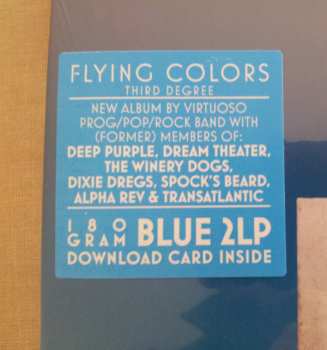 FLYING COLORS
THIRD DEGREE
NEW ALBUM BY VIRTUOSO
PROG/POP/ROCK BAND WITH
(FORMER) MEMBERS OF:
DEEP PURPLE, DREAM THEATER,
THE WINERY DOGS,
DIXIE DREGS, SPOCK'S BEARD,
ALPHA REV & TRANSATLANTIC
180 GRAM BLUE 2LP
DOWNLOAD CARD INSIDE